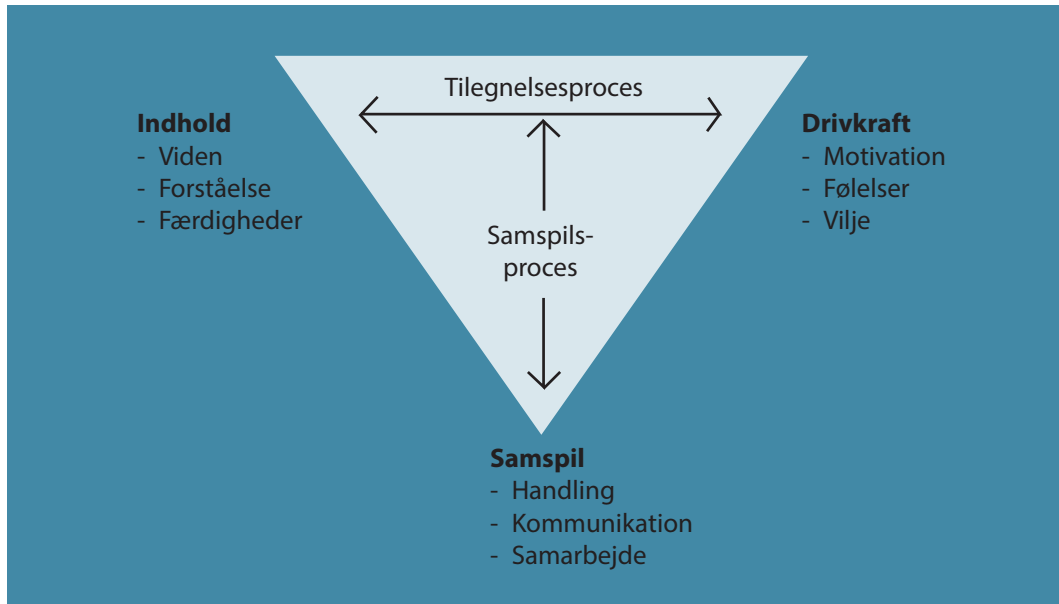 Tilegnelsesproces
Indhold
- Viden
- Forståelse
- Færdigheder
Drivkraft
- Motivation
- Følelser
- Vilje
Samspils-
proces
Samspil
- Handling
- Kommunikation
- Samarbejde